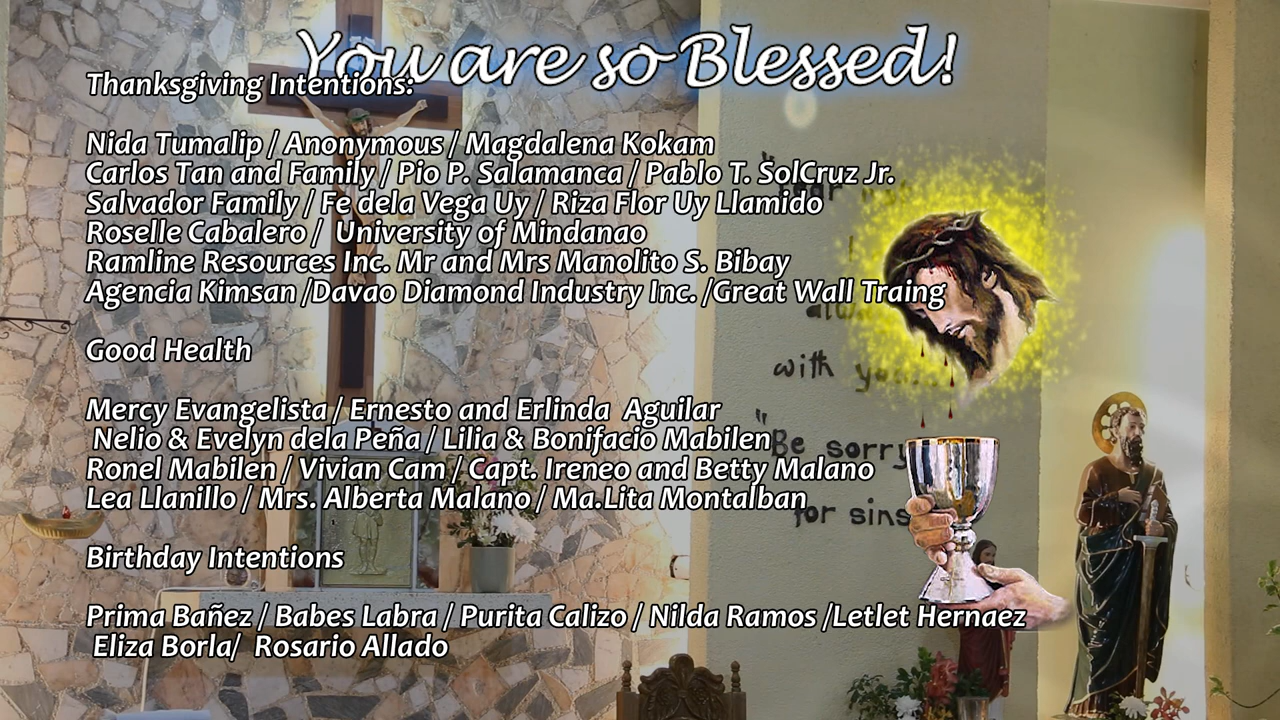 You are so Blessed!
Thanksgiving Intentions:
Nida Tumalip / Anonymous / Magdalena Kokam
Carlos Tan and Family / Pio P. Salamanca / Pablo T. SolCruz Jr.
Salvador Family / Fe dela Vega Uy / Riza Flor Uy Llamido
Roselle Cabalero / University of Mindanao
Ramline Resources Inc. Mr and Mrs Manolito S. Bibay
Agencia Kimsan /Davao Diamond Industry Inc. /Great Wall Traing
Good Health
Mercy Evangelista / Ernesto and Erlinda Aguilar
Nelio & Evelyn dela Peña / Lilia & Bonifacio Mabilen
Ronel Mabilen / Vivian Cam / Capt. Ireneo and Betty Malano
Lea Llanillo / Mrs. Alberta Malano / Ma.Lita Montalban
Birthday Intentions
Prima Bañez / Babes Labra / Purita Calizo / Nilda Ramos /Letlet Hernaez
Eliza Borla/ Rosario Allado
with
"Be sorry
for sins